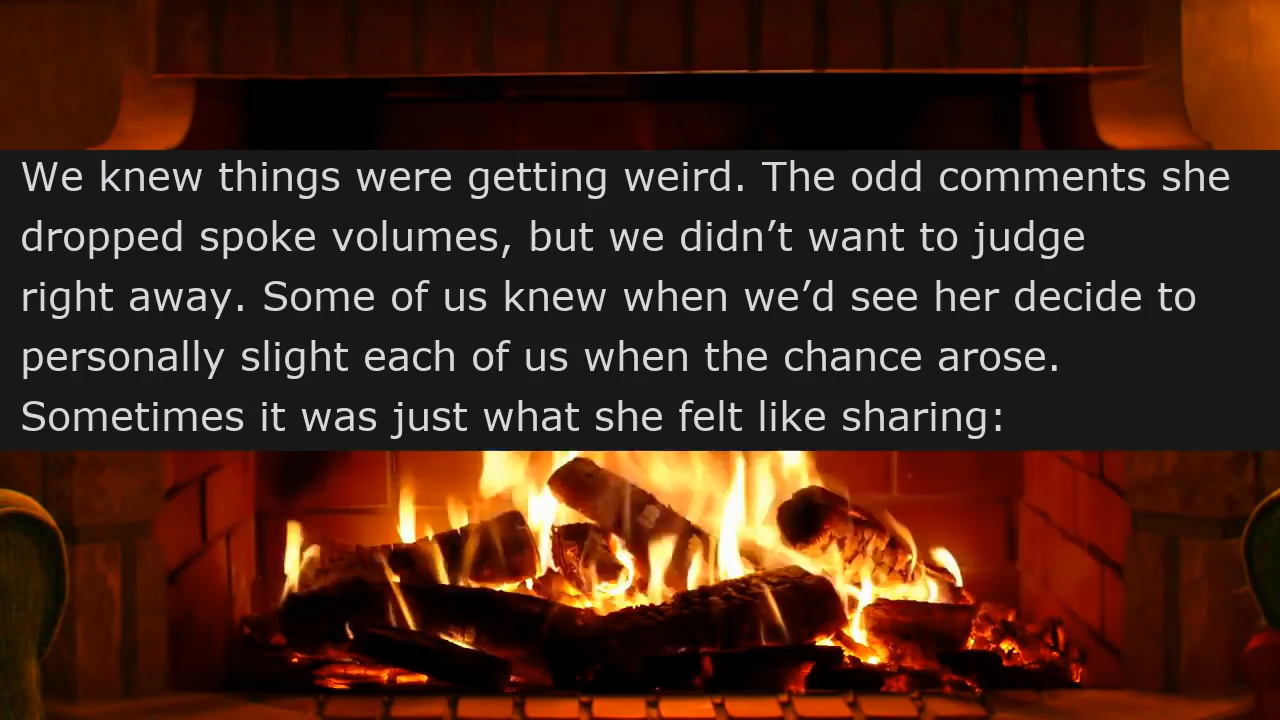 We knew things were getting weird. The odd comments she
dropped spoke volumes, but we didn’t want to judge
right away. Some of us knew when we’d see her decide to
personally slight each of us when the chance arose.
Sometimes it was just what she felt like sharing: